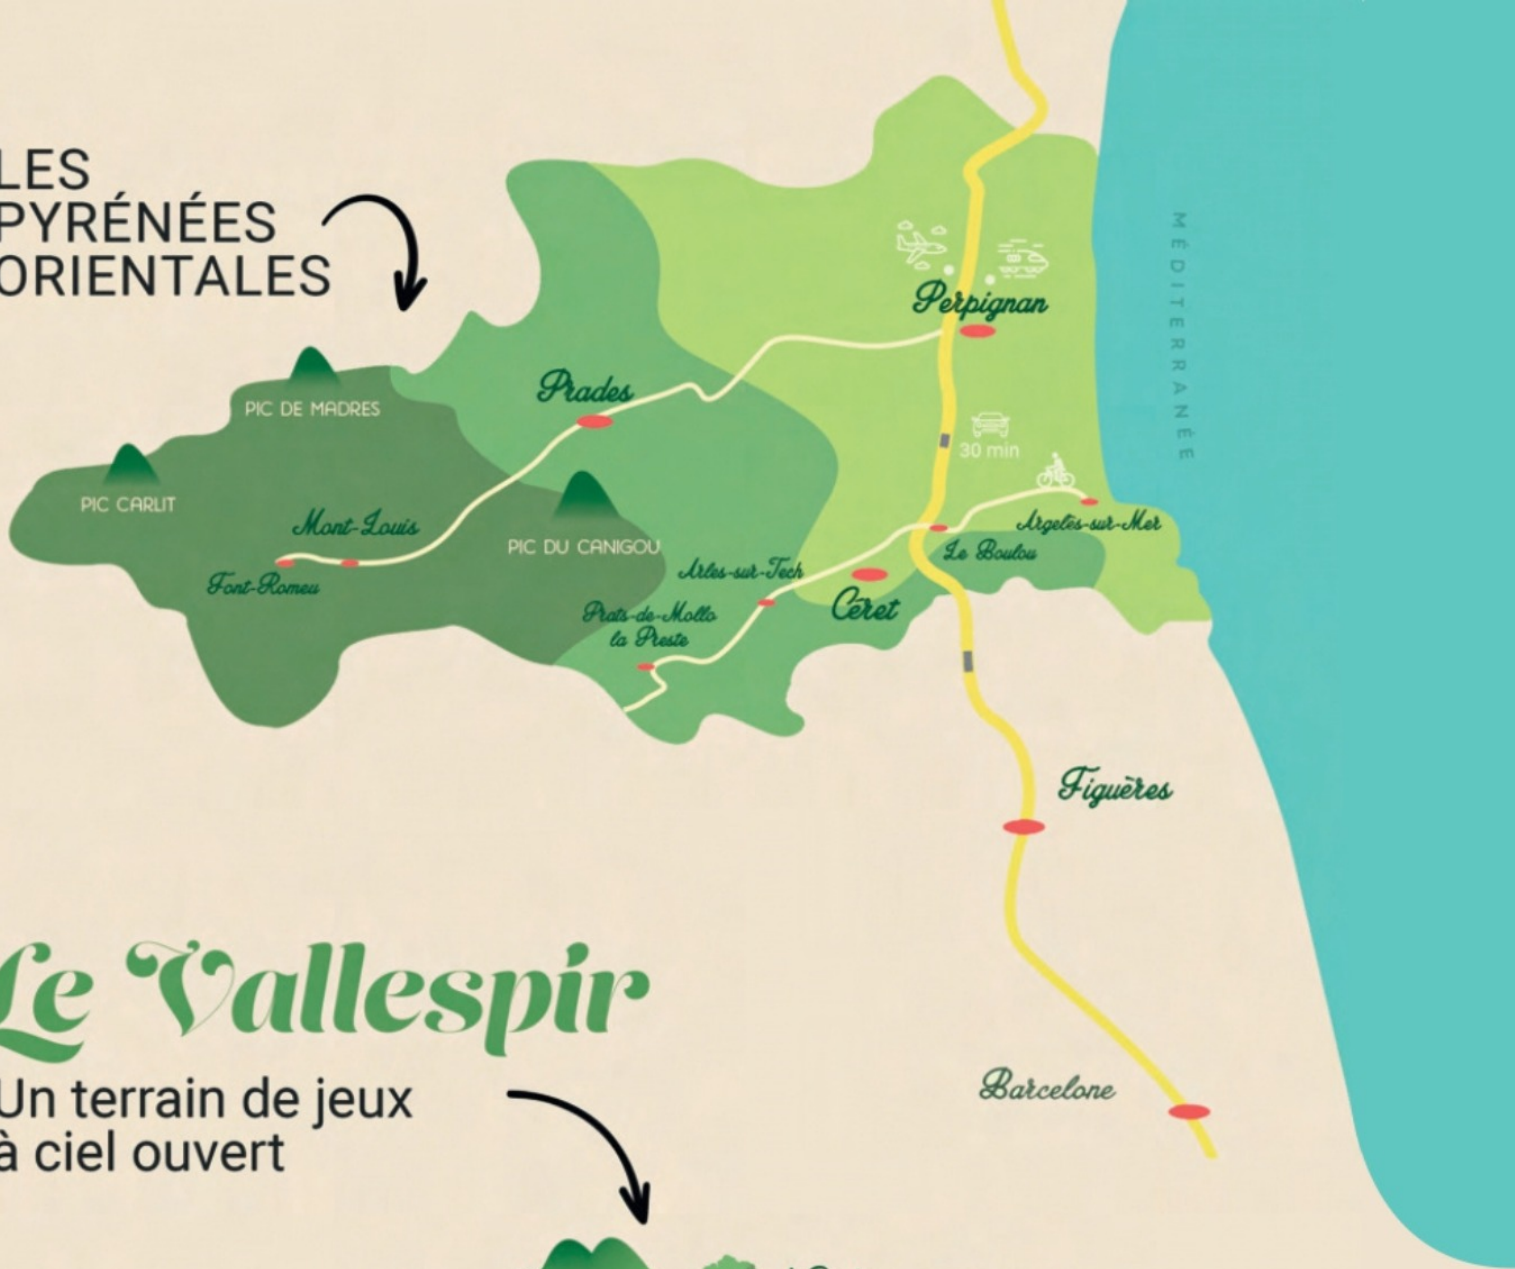 LES
PYRÉNÉES
ORIENTALES
MÉDITERRANÉE
Perpignan
Prades
PIC DE MADRES
30 min
PIC CARLIT
Mont-Louis
Argelès-sur-Mer
PIC DU CANIGOU
Le Boulou
Arles-sur-Tech
Font-Romeu
Céret
Prats-de-Mollo
la Preste
Figuères
Le Vallespir
Barcelone
Un terrain de jeux
à ciel ouvert